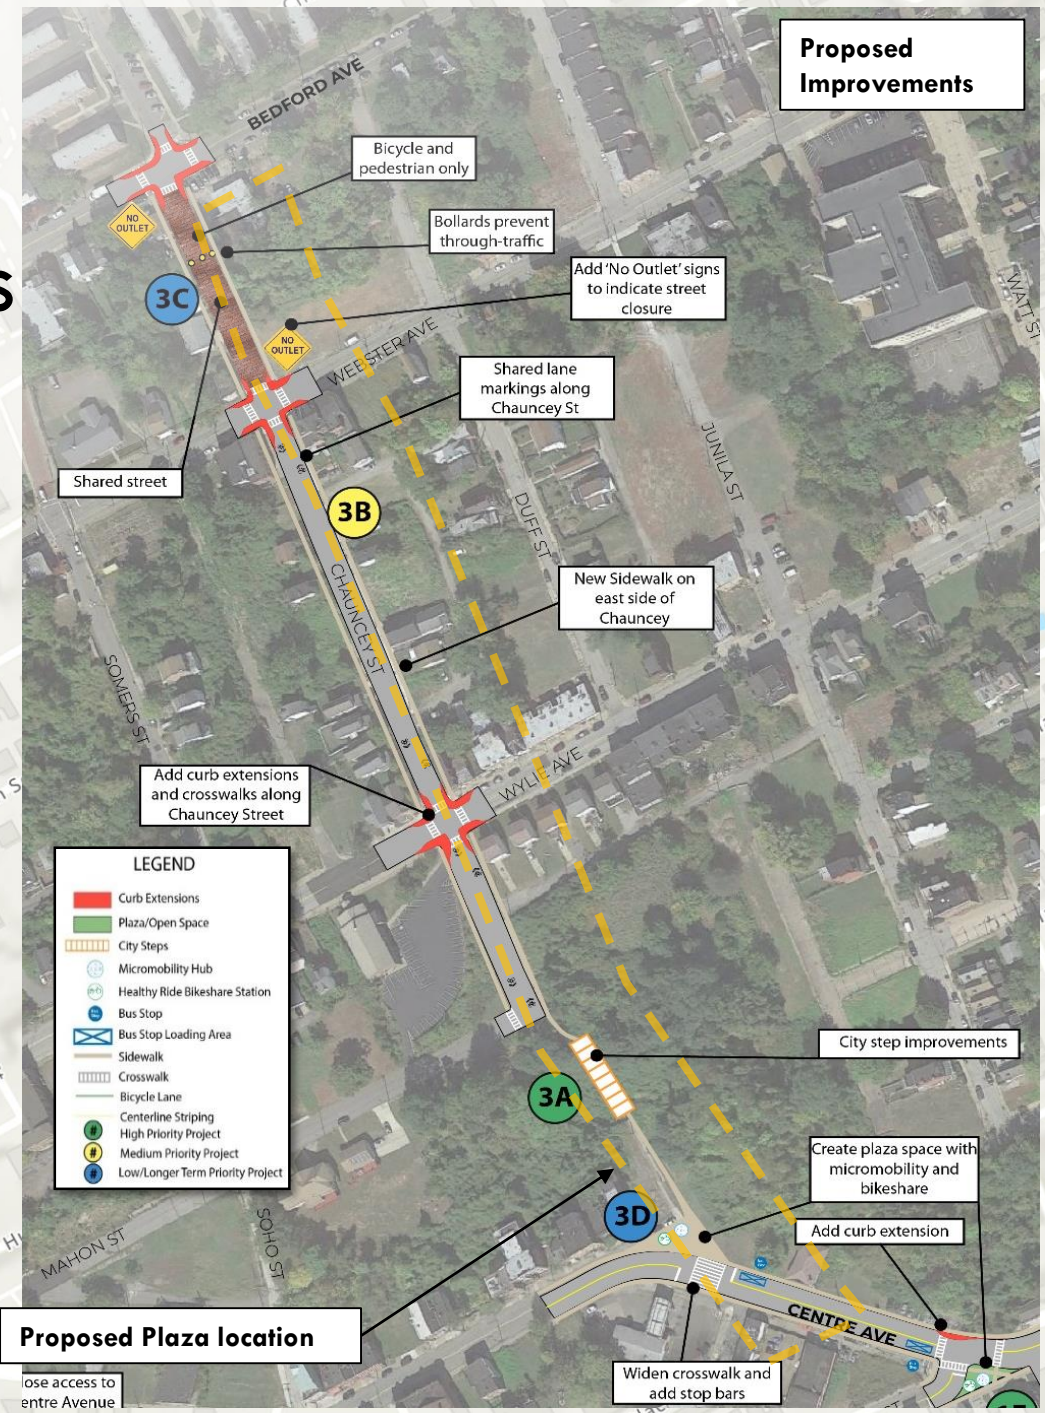 Proposed
Improvements
BEDFORD AVE
Bicycle and
pedestrian only
NO
OUTLET
Bollards prevent
through-traffic
S
3C
Add 'No Outlet' signs
to indicate street
closure
WATT ST
NO
OUTLET
WEBSTER AVE
Shared lane
markings along
Chauncey St
JUNILA ST
Shared street
3B
DUFF ST
CHAUNCEY ST
New Sidewalk on
east side of
Chauncey
SOMERS ST
WYLIE AVE
Add curb extensions
and crosswalks along
Chauncey Street
LEGEND
Curb Extensions
Plaza/Open Space
City Steps
Micromobility Hub
Healthy Ride Bikeshare Station
Bus Stop
Bus Stop Loading Area
Sidewalk
Crosswalk
Bicycle Lane
Centerline Striping
# High Priority Project
# Medium Priority Project
# Low/Longer Term Priority Project
City step improvements
3A
Create plaza space with
micromobility and
bikeshare
3D
Add curb extension
MAHON ST
SOHO ST
CENTRE AVE
Proposed Plaza location
Widen crosswalk and
add stop bars
ose access to
entre Avenue